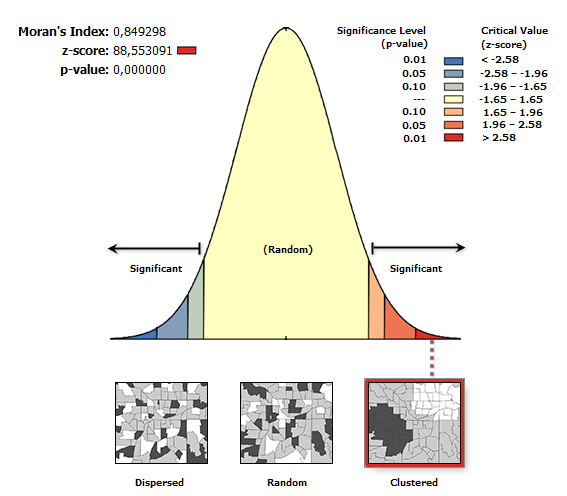 Moran's Index: 0,849298
z-score: 88,553091
p-value: 0,000000
Significance Level
(p-value)
Critical Value
(z-score)
0.01 < -2.58
0.05 -2.58 – -1.96
0.10 -1.96 – -1.65
--- -1.65 – 1.65
0.10 1.65 – 1.96
0.05 1.96 – 2.58
0.01 > 2.58
(Random)
Significant
Significant
Dispersed
Random
Clustered